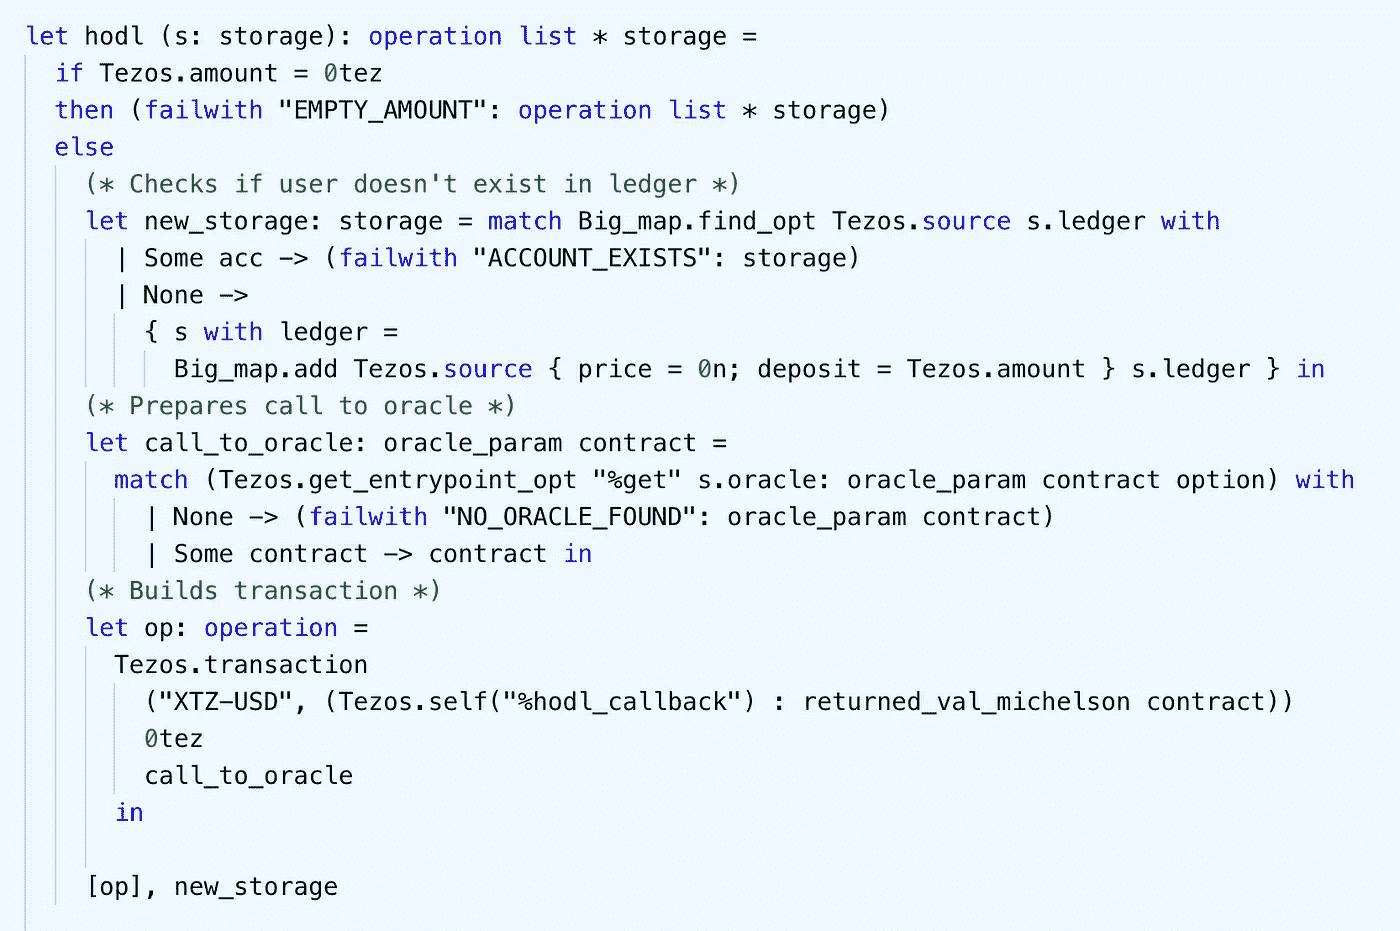 let hodl (s: storage): operation list * storage =
  if Tezos.amount = 0tez
  then (failwith "EMPTY_AMOUNT": operation list * storage)
  else
    (* Checks if user doesn't exist in ledger *)
    let new_storage: storage = match Big_map.find_opt Tezos.source s.ledger with
      | Some acc -> (failwith "ACCOUNT_EXISTS": storage)
      | None ->
        { s with ledger =
          Big_map.add Tezos.source { price = 0n; deposit = Tezos.amount } s.ledger } in
    (* Prepares call to oracle *)
    let call_to_oracle: oracle_param contract =
      match (Tezos.get_entrypoint_opt "%get" s.oracle: oracle_param contract option) with
        | None -> (failwith "NO_ORACLE_FOUND": oracle_param contract)
        | Some contract -> contract in
    (* Builds transaction *)
    let op: operation =
      Tezos.transaction
        ("XTZ-USD", (Tezos.self("%hodl_callback") : returned_val_michelson contract))
        0tez
        call_to_oracle
      in
    [op], new_storage